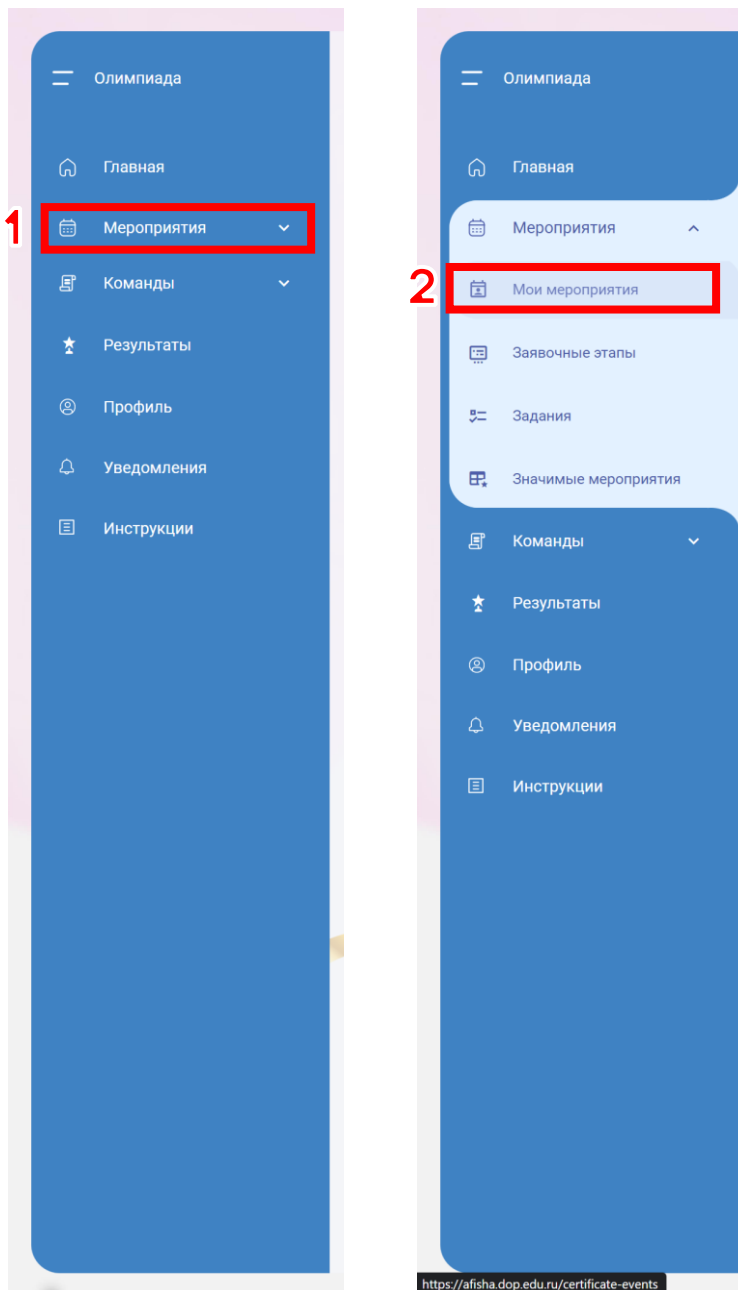 Олимпиада
Главная
1
Мероприятия
Команды
Результаты
Профиль
Уведомления
Инструкции
Олимпиада
Главная
Мероприятия
2
Мои мероприятия
Заявочные этапы
Задания
Значимые мероприятия
Команды
Результаты
Профиль
Уведомления
Инструкции
https://afisha.dop.edu.ru/certificate-events